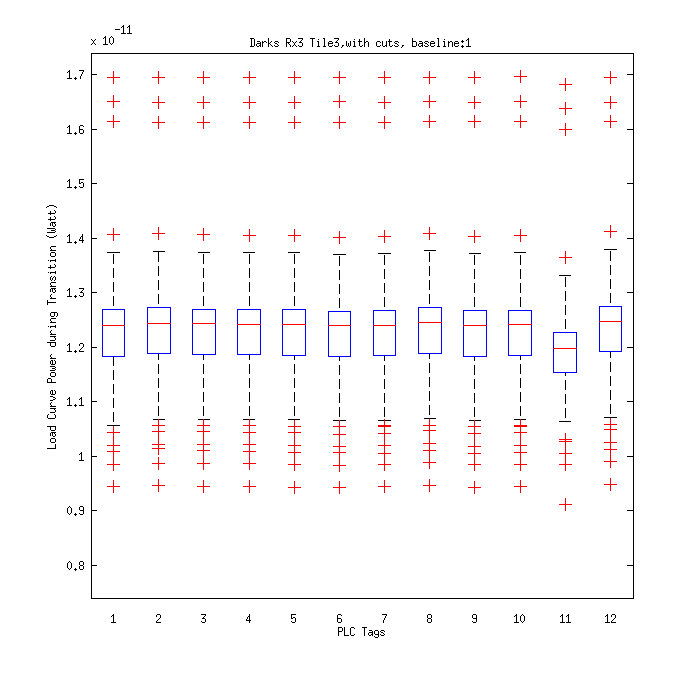 x 10-11
Darks Rx3 Tile3,with cuts, baseline:1
1.7
1.6
1.5
1.4
1.3
1.2
1.1
1
0.9
0.8
Load Curve Power during Transition (Watt)
1 2 3 4 5 6 7 8 9 10 11 12
PLC Tags